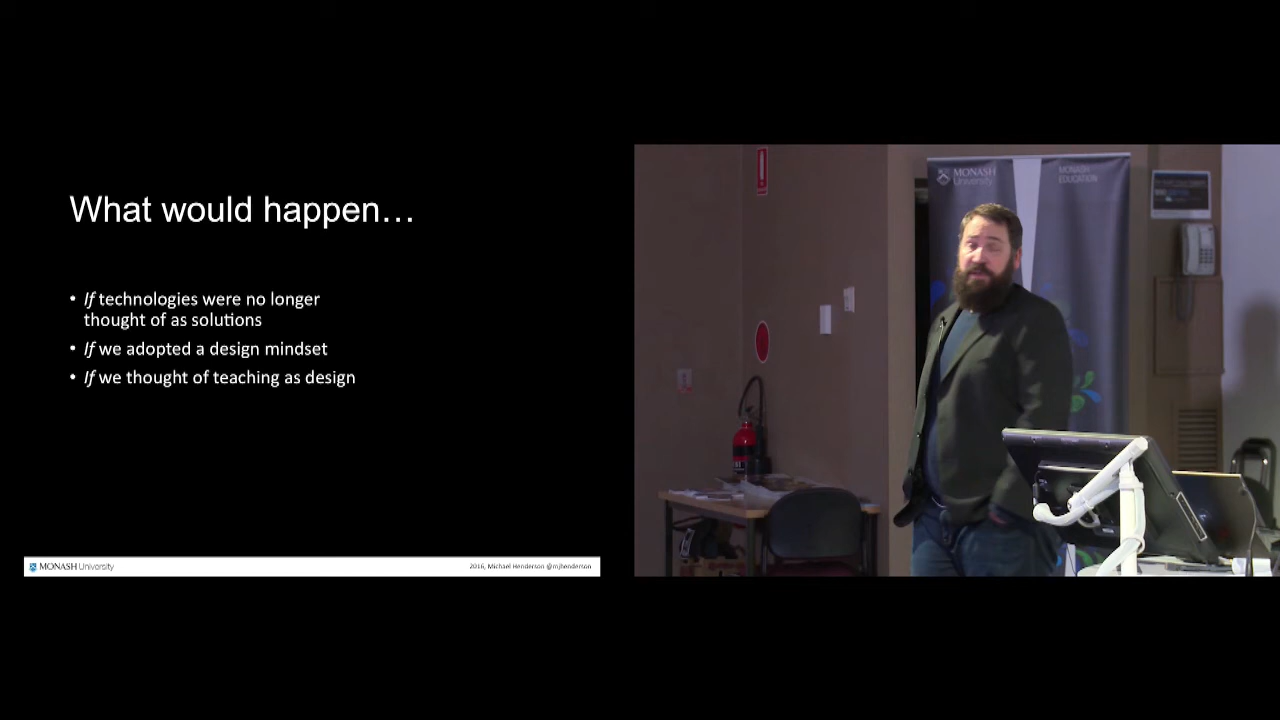 What would happen…
• If technologies were no longer
thought of as solutions
• If we adopted a design mindset
• If we thought of teaching as design
MONASH University
2016, Michael Henderson @mjhenderson
MONASH
University
MONASH
EDUCATION